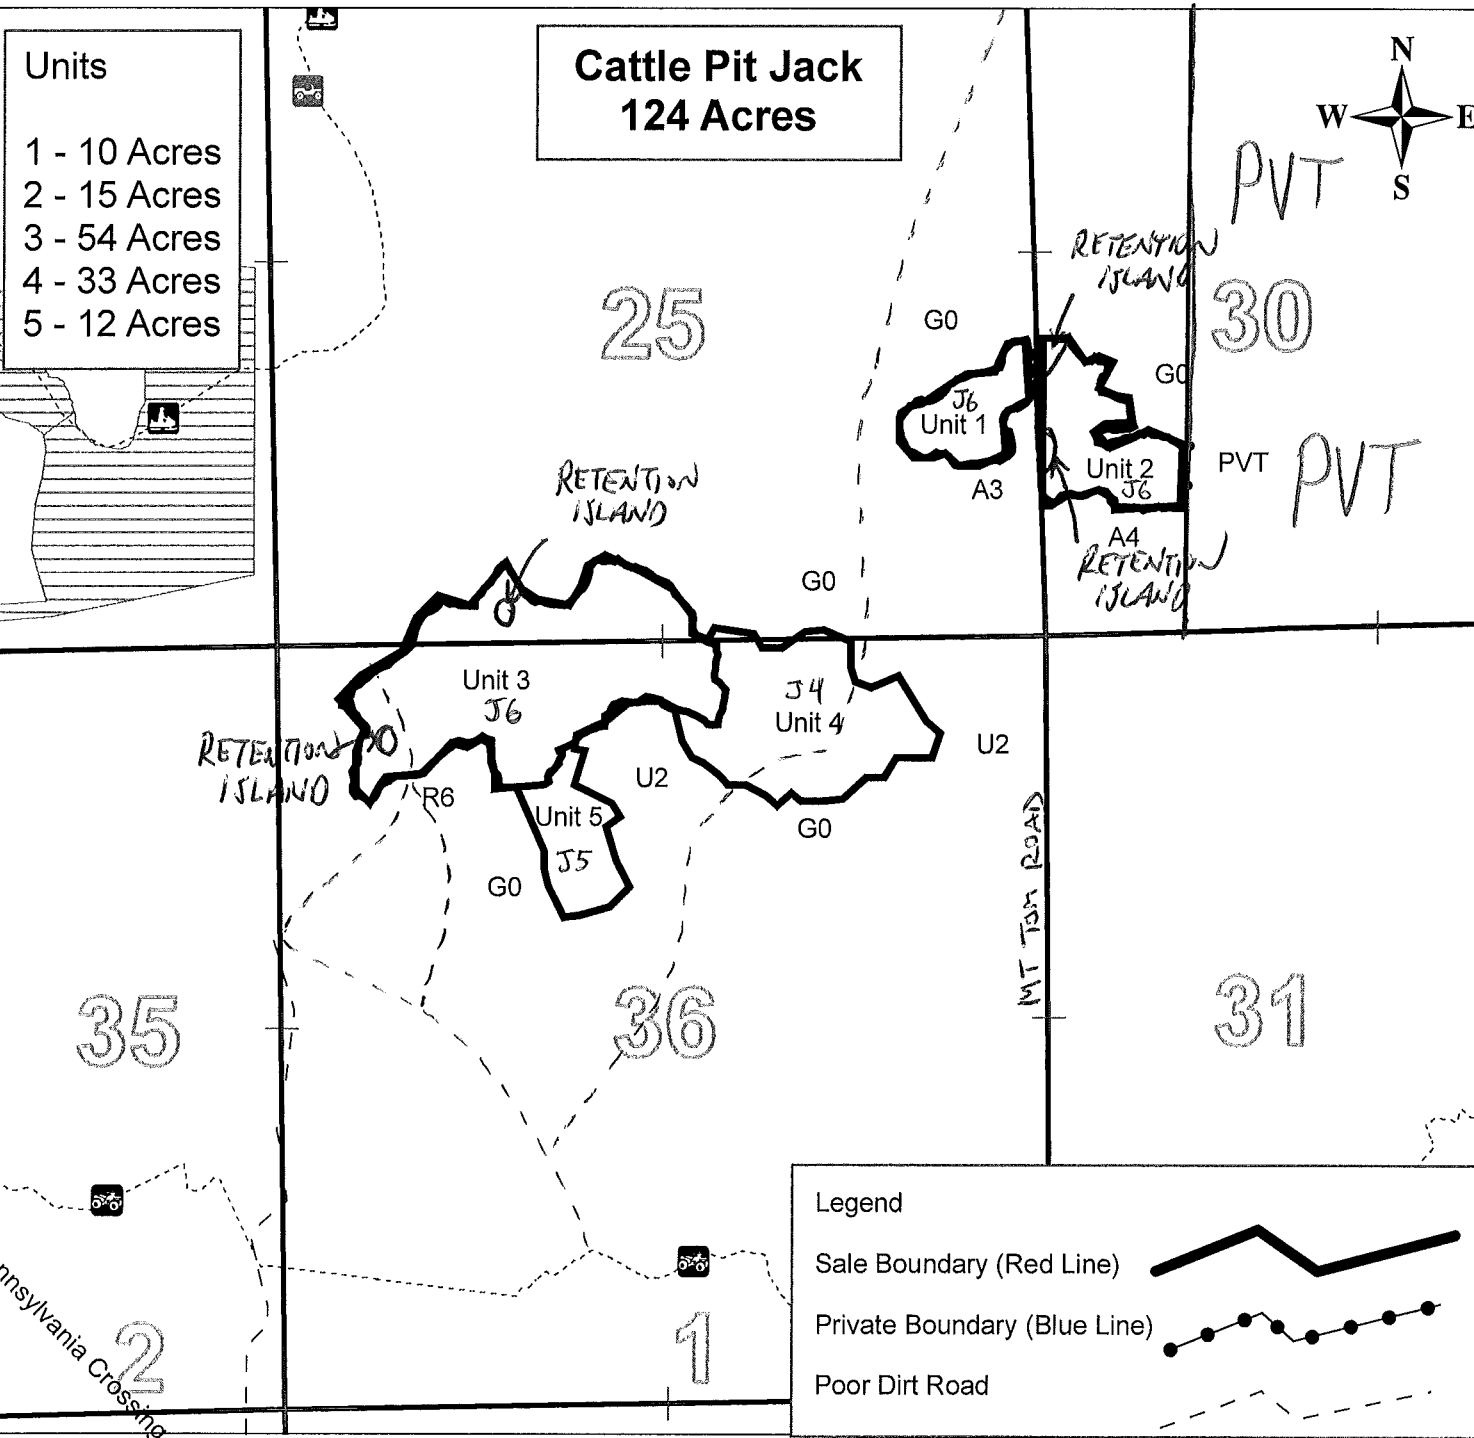 Units
1 - 10 Acres
2 - 15 Acres
3 - 54 Acres
4 - 33 Acres
5 - 12 Acres
Cattle Pit Jack
124 Acres
N
W E
S
PVT
RETENTION
ISLAND
25
30
G0
G0
J6
Unit 1
Unit 2
J6
PVT
PVT
A3
A4
RETENTION
ISLAND
RETENTION
ISLAND
G0
Unit 3
J6
J4
Unit 4
RETENTION
ISLAND
U2
U2
R6
Unit 5
J5
G0
G0
MT TOM ROAD
35
36
31
2
1
nnsylvania Crossing
Legend
Sale Boundary (Red Line)
Private Boundary (Blue Line)
Poor Dirt Road